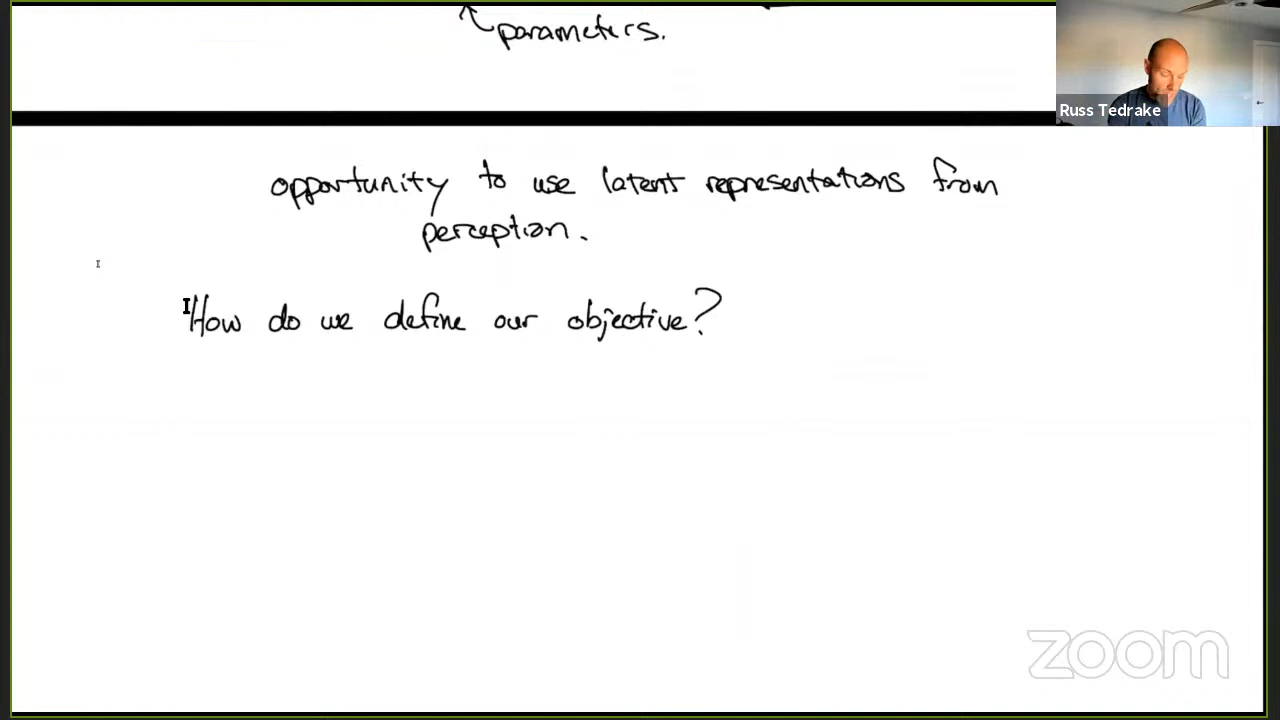 parameters.
Russ Tedrake
opportunity to use latent representations from
perception.
How do we define our objective?
zoom